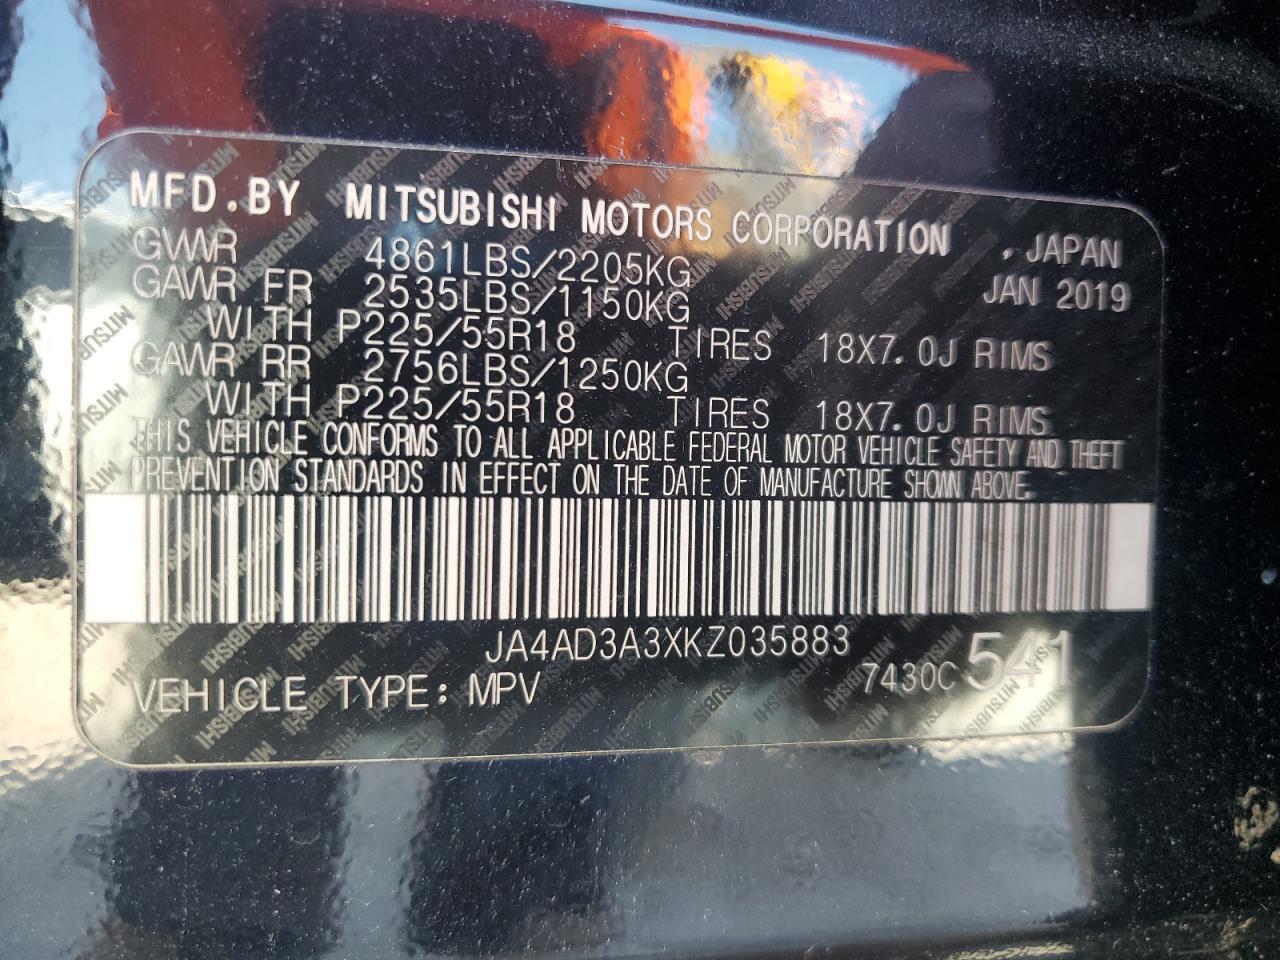 MFD.BY MITSUBISHI MOTORS CORPORATION , JAPAN
GVWR 4861LBS/2205KG JAN 2019
GAWR FR 2535LBS/1150KG
WITH P225/55R18 TIRES 18X7.0J RIMS
GAWR RR 2756LBS/1250KG
WITH P225/55R18 TIRES 18X7.0J RIMS
THIS VEHICLE CONFORMS TO ALL APPLICABLE FEDERAL MOTOR VEHICLE SAFETY AND THEFT
PREVENTION STANDARDS IN EFFECT ON THE DATE OF MANUFACTURE SHOWN ABOVE.
JA4AD3A3XKZ035883
VEHICLE TYPE: MPV 7430C 541